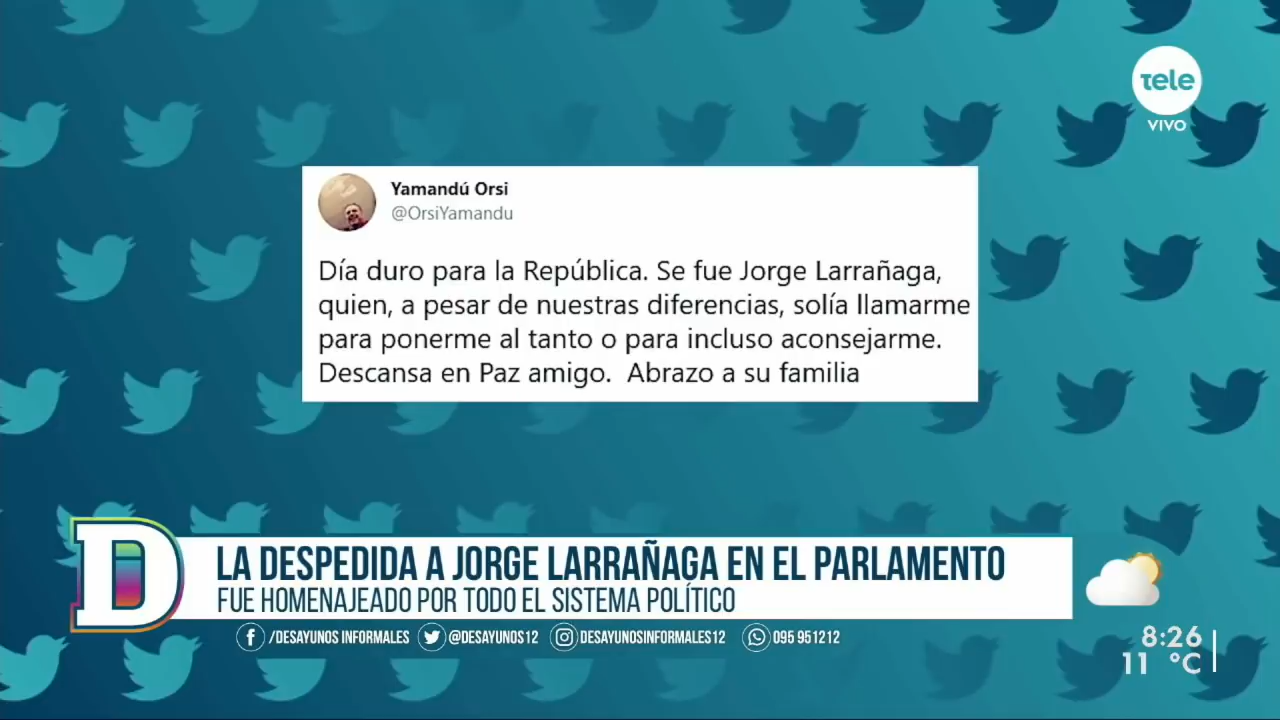 tele
VIVO
Yamandú Orsi
@OrsiYamandu
Día duro para la República. Se fue Jorge Larrañaga,
quien, a pesar de nuestras diferencias, solía llamarme
para ponerme al tanto o para incluso aconsejarme.
Descansa en Paz amigo.  Abrazo a su familia
D
LA DESPEDIDA A JORGE LARRAÑAGA EN EL PARLAMENTO
FUE HOMENAJEADO POR TODO EL SISTEMA POLÍTICO
/DESAYUNOS INFORMALES @DESAYUNOS12 DESAYUNOSINFORMALES12 095 951212
8:26
11 °C